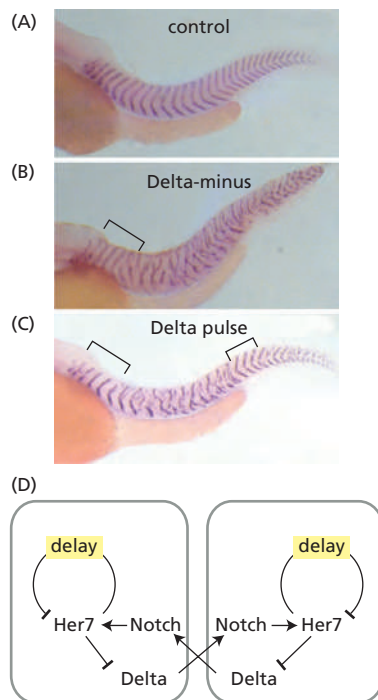 (A)
control
(B)
Delta-minus
(C)
Delta pulse
(D)
delay
delay
Her7 Notch Notch Her7
Delta Delta